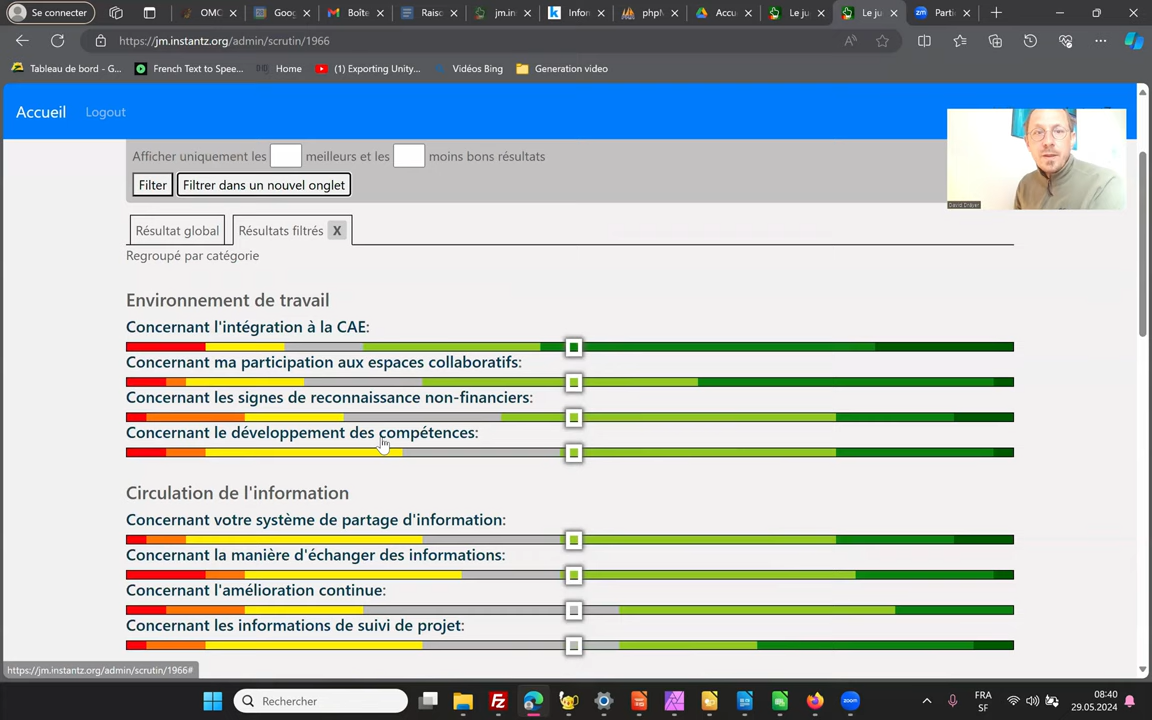 Se connecter
OMC
Goog
Boîte
Raiso
jm.in
Infor
phpM
Accu
Le ju
Le ju
Parti
https://jm.instantz.org/admin/scrutin/1966
Tableau de bord - G...
French Text to Spee...
Home
(1) Exporting Unity...
Vidéos Bing
Generation video
Accueil
Logout
David Dräyer
Afficher uniquement les
meilleurs et les
moins bons résultats
Filter
Filtrer dans un nouvel onglet
Résultat global
Résultats filtrés
X
Regroupé par catégorie
Environnement de travail
Concernant l'intégration à la CAE:
Concernant ma participation aux espaces collaboratifs:
Concernant les signes de reconnaissance non-financiers:
Concernant le développement des compétences:
Circulation de l'information
Concernant votre système de partage d'information:
Concernant la manière d'échanger des informations:
Concernant l'amélioration continue:
Concernant les informations de suivi de projet:
https://jm.instantz.org/admin/scrutin/1966#
Rechercher
FRA
SF
08:40
29.05.2024